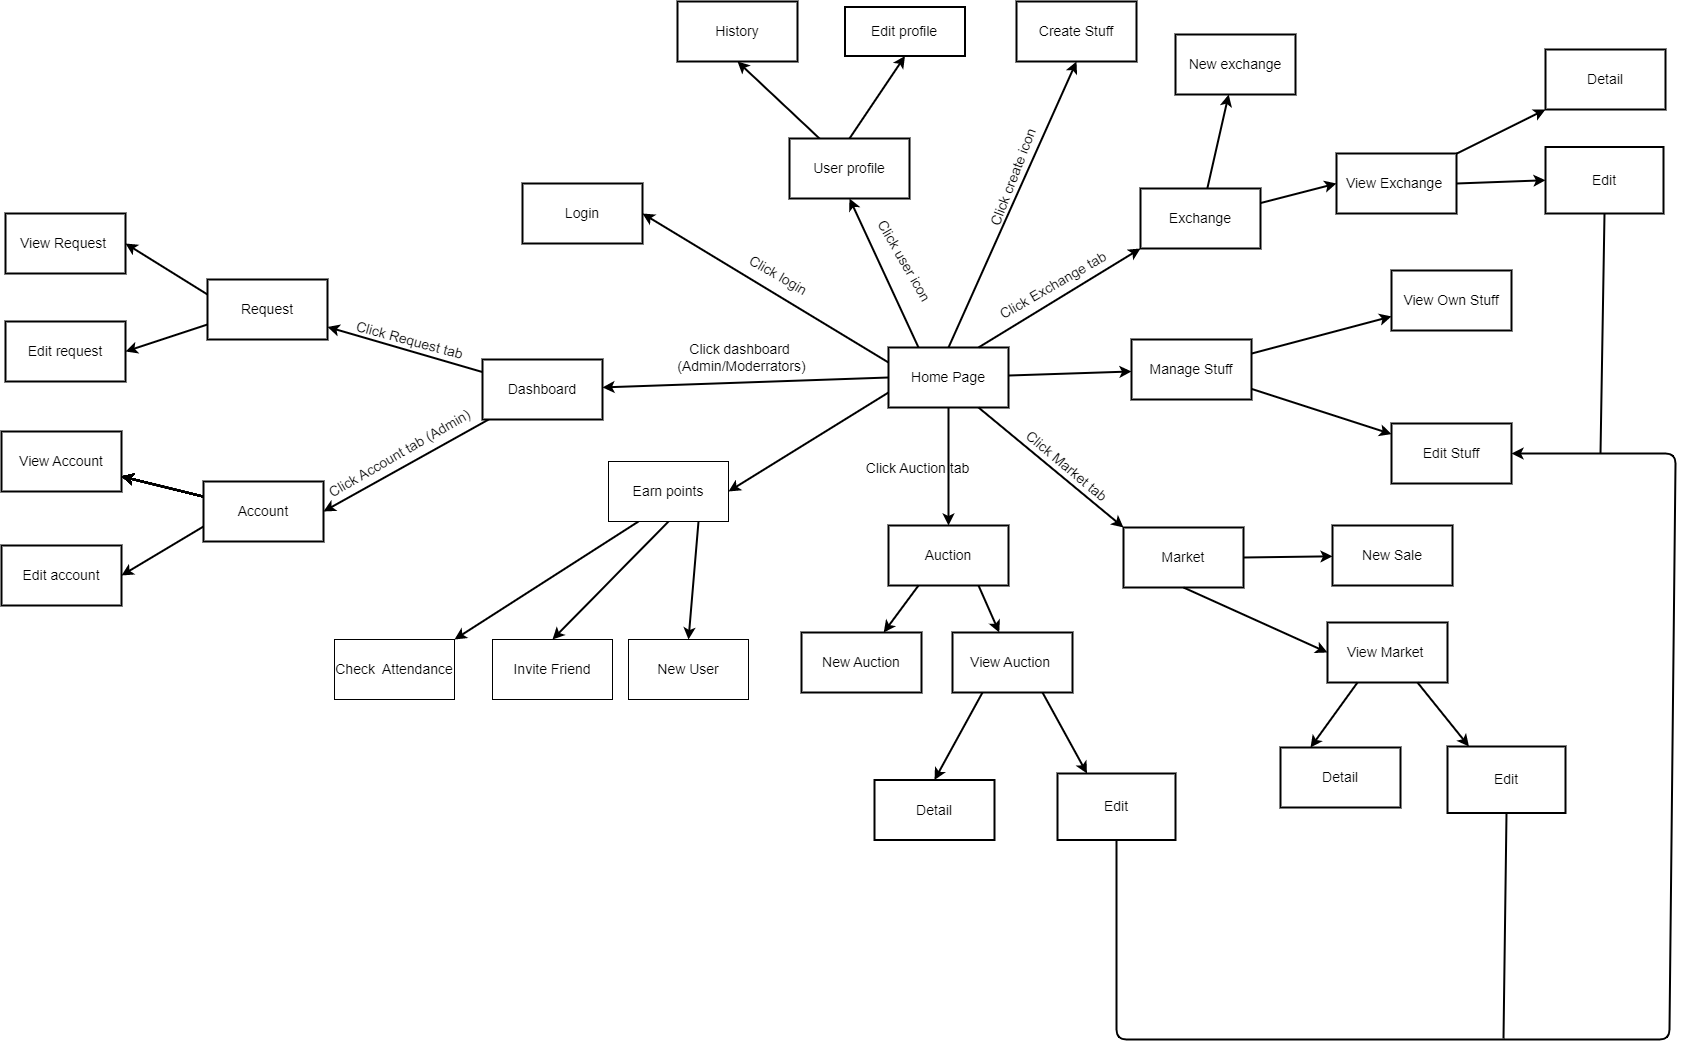 History
Edit profile
Create Stuff
New exchange
Detail
User profile
View Exchange
Edit
Click create icon
Login
Exchange
View Request
Click user icon
Click login
Click Exchange tab
View Own Stuff
Request
Click Request tab
Edit request
Click dashboard
(Admin/Moderrators)
Home Page
Manage Stuff
Dashboard
Click Account tab (Admin)
View Account
Click Auction tab
Click Market tab
Edit Stuff
Earn points
Account
Auction
Market
New Sale
Edit account
Check Attendance
Invite Friend
New User
New Auction
View Auction
View Market
Detail
Edit
Detail
Edit